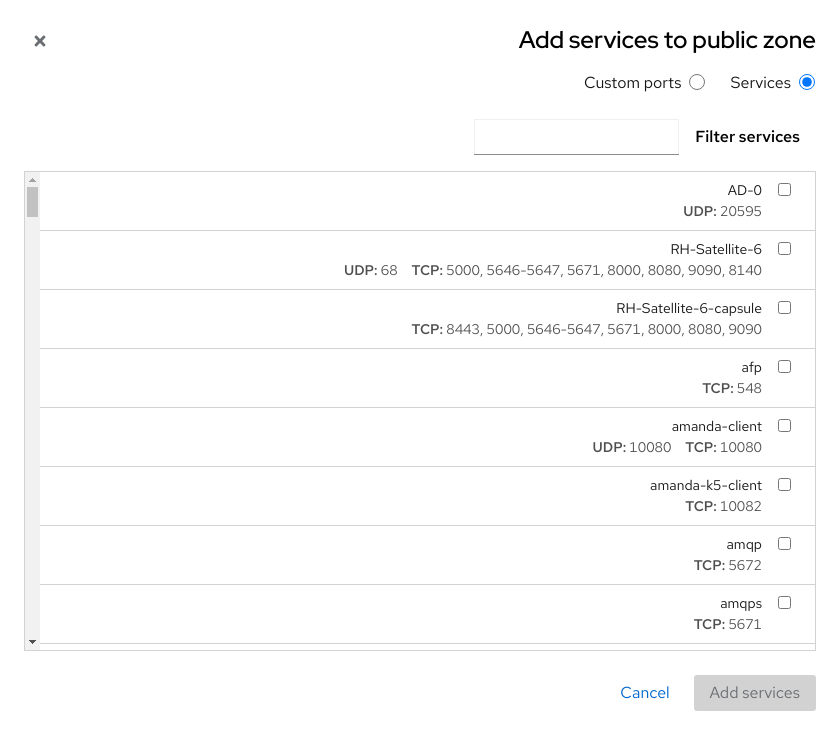 Add services to public zone
Services Custom ports
Filter services
AD-0
UDP: 20595
RH-Satellite-6
UDP: 68 TCP: 5000, 5646-5647, 5671, 8000, 8080, 9090, 8140
RH-Satellite-6-capsule
TCP: 8443, 5000, 5646-5647, 5671, 8000, 8080, 9090
afp
TCP: 548
amanda-client
UDP: 10080 TCP: 10080
amanda-k5-client
TCP: 10082
amqp
TCP: 5672
amqps
TCP: 5671
Add services Cancel